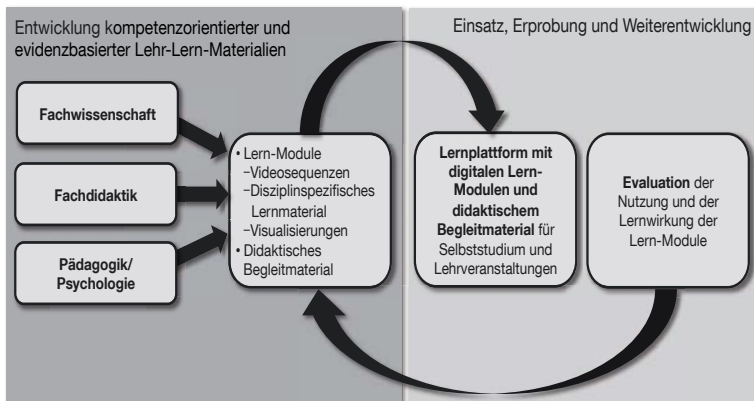 Entwicklung kompetenzorientierter und
evidenzbasierter Lehr-Lern-Materialien
Fachwissenschaft
Fachdidaktik
Pädagogik/
Psychologie
• Lern-Module
–Videosequenzen
–Disziplinspezifisches
Lernmaterial
–Visualisierungen
• Didaktisches
Begleitmaterial
Einsatz, Erprobung und Weiterentwicklung
Lernplattform mit
digitalen Lern-
Modulen und
didaktischem
Begleitmaterial für
Selbststudium und
Lehrveranstaltungen
Evaluation der
Nutzung und der
Lernwirkung der
Lern-Module